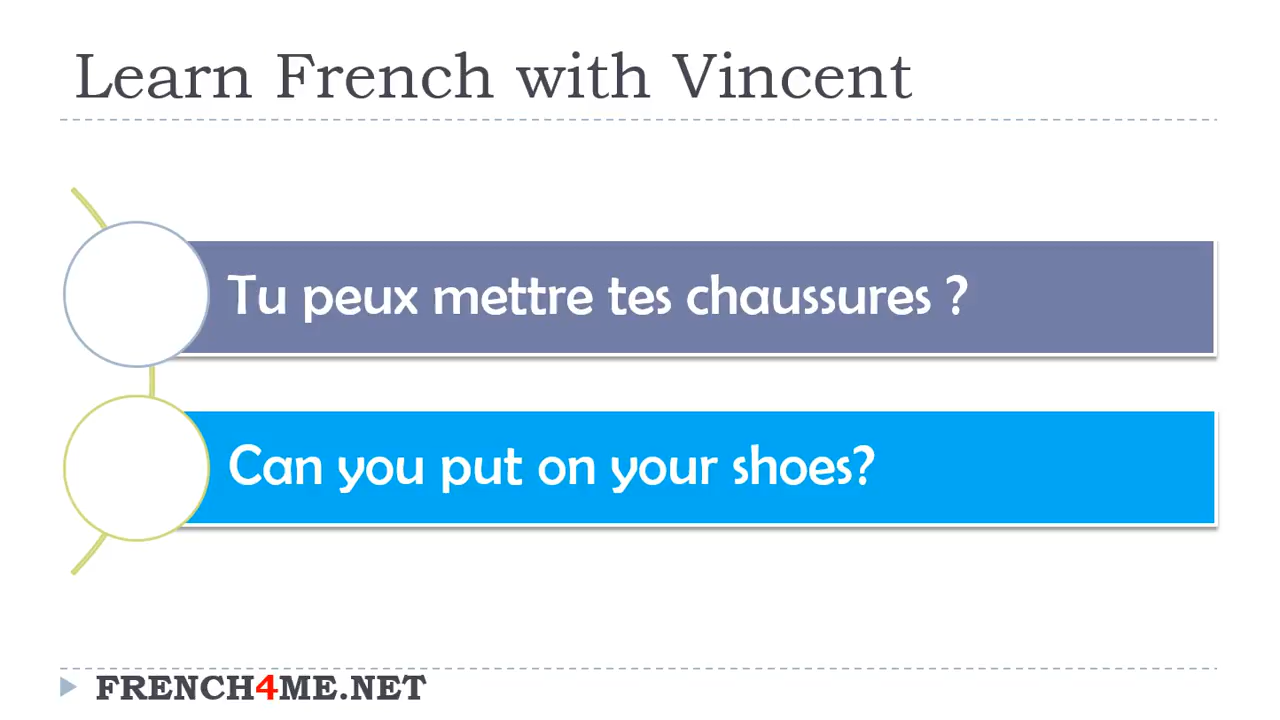 Learn French with Vincent
Tu peux mettre tes chaussures ?
Can you put on your shoes?
FRENCH4ME.NET